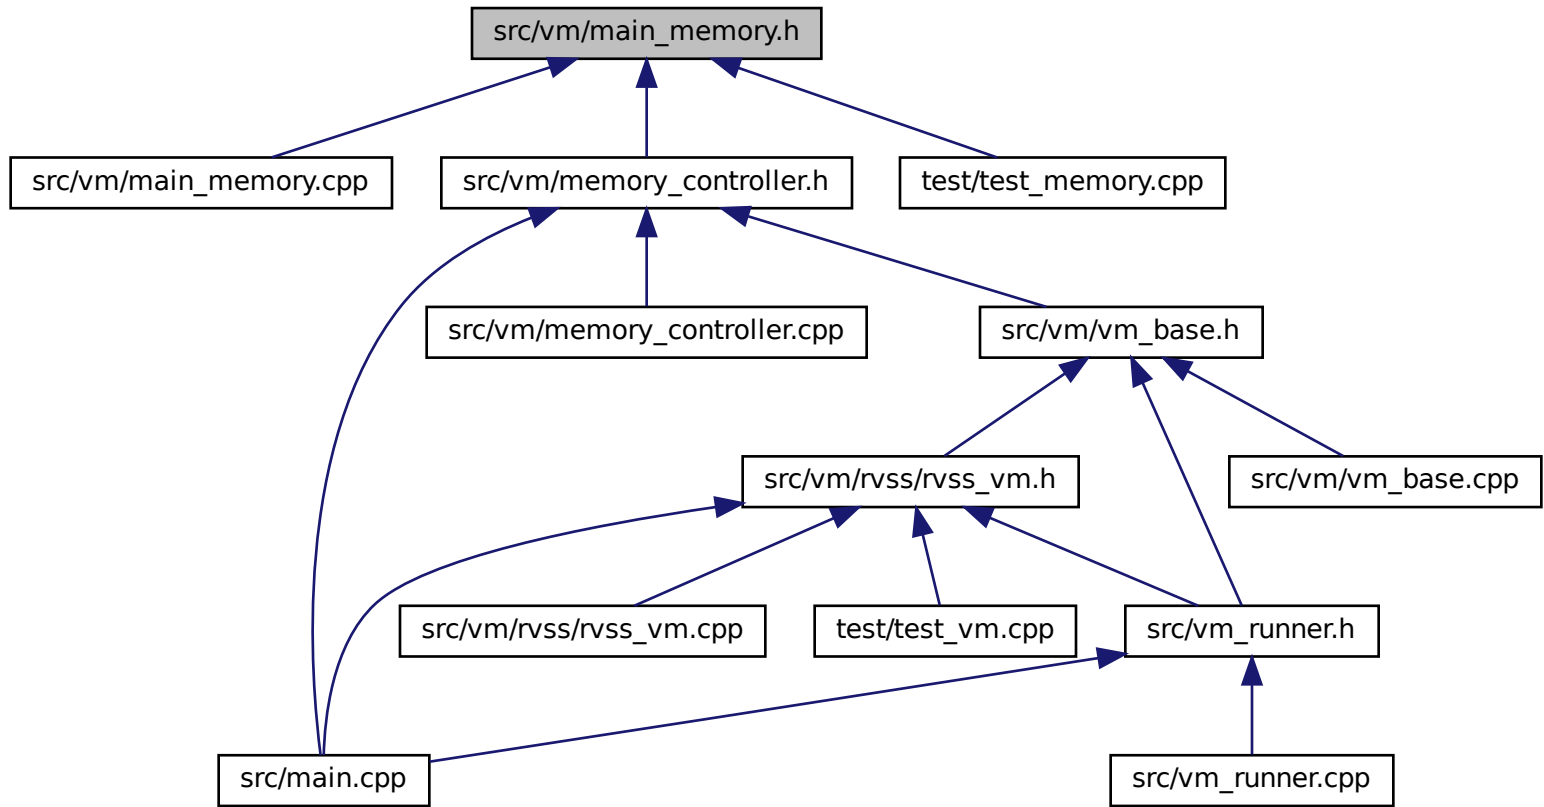 src/vm/main_memory.h
src/vm/main_memory.cpp
src/vm/memory_controller.h
test/test_memory.cpp
src/vm/memory_controller.cpp
src/vm/vm_base.h
src/vm/rvss/rvss_vm.h
src/vm/vm_base.cpp
src/vm/rvss/rvss_vm.cpp
test/test_vm.cpp
src/vm_runner.h
src/main.cpp
src/vm_runner.cpp